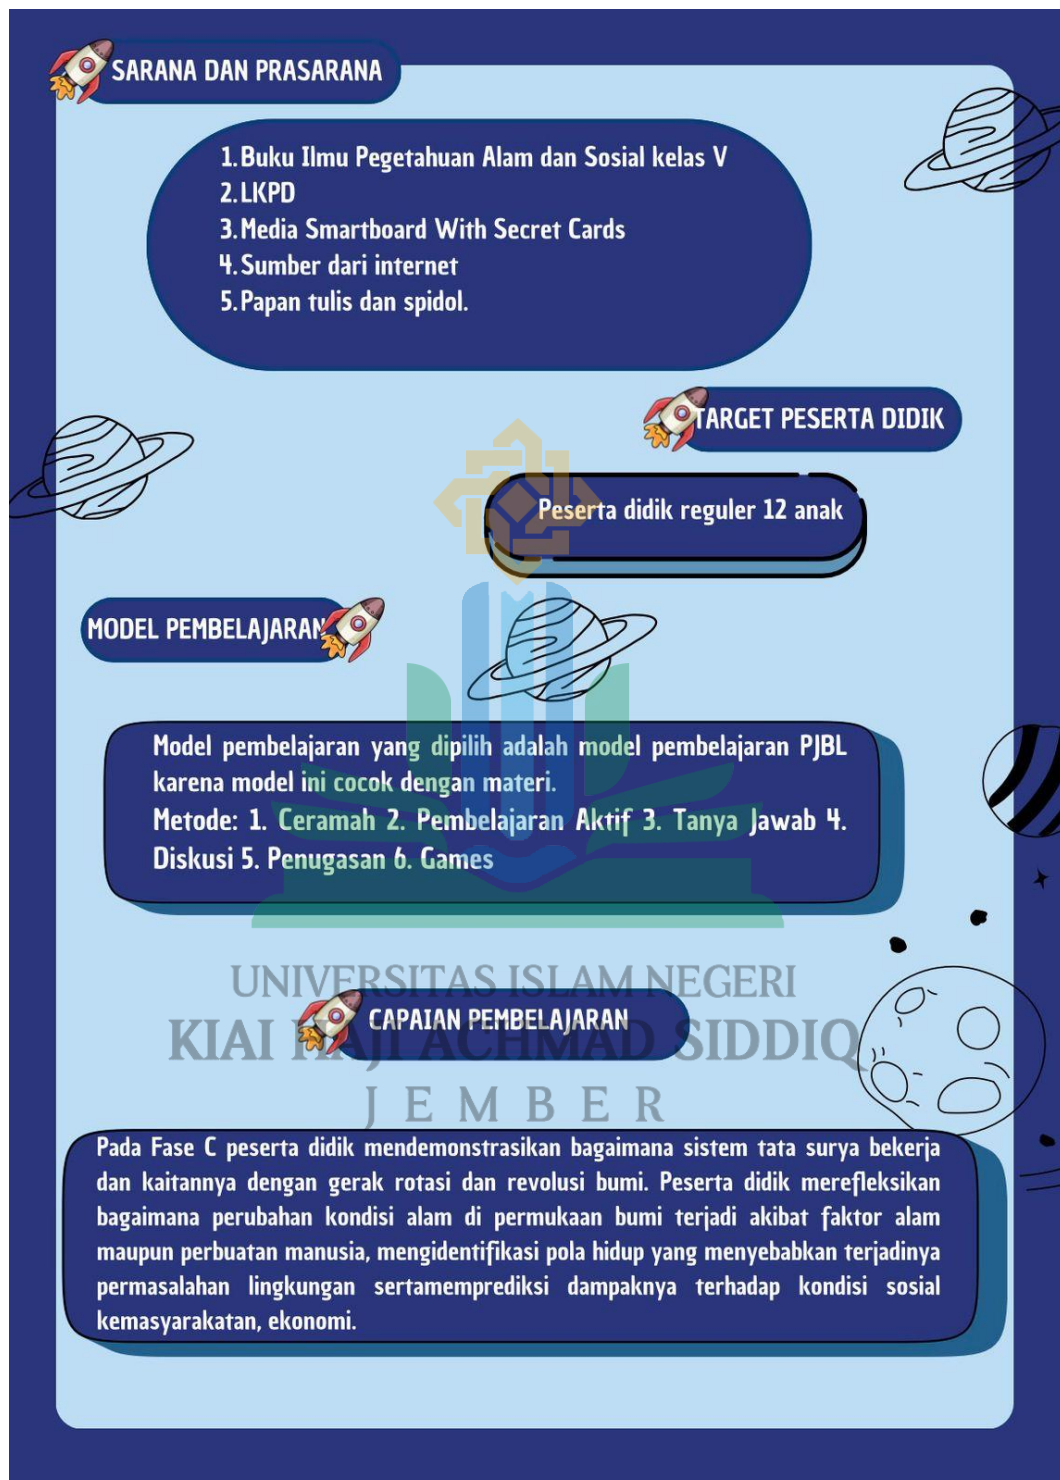 SARANA DAN PRASARANA
1. Buku Ilmu Pegetahuan Alam dan Sosial kelas V
2. LKPD
3. Media Smartboard With Secret Cards
4. Sumber dari internet
5. Papan tulis dan spidol.
TARGET PESERTA DIDIK
Peserta didik reguler 12 anak
MODEL PEMBELAJARAN
Model pembelajaran yang dipilih adalah model pembelajaran PJBL
karena model ini cocok dengan materi.
Metode: 1. Ceramah 2. Pembelajaran Aktif 3. Tanya Jawab 4.
Diskusi 5. Penugasan 6. Games
UNIVERSITAS ISLAM NEGERI
CAPAIAN PEMBELAJARAN
KIAI HAJI ACHMAD SIDDIQ
JEMBER
Pada Fase C peserta didik mendemonstrasikan bagaimana sistem tata surya bekerja
dan kaitannya dengan gerak rotasi dan revolusi bumi. Peserta didik merefleksikan
bagaimana perubahan kondisi alam di permukaan bumi terjadi akibat faktor alam
maupun perbuatan manusia, mengidentifikasi pola hidup yang menyebabkan terjadinya
permasalahan lingkungan sertamemprediksi dampaknya terhadap kondisi sosial
kemasyarakatan, ekonomi.